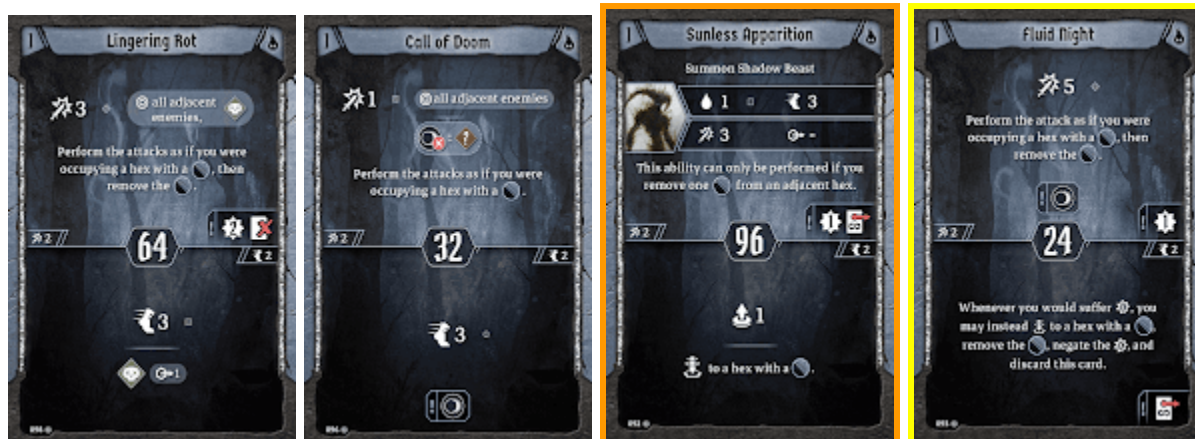 I
Lingering Rot
3
all adjacent
enemies,
Perform the attacks as if you were
occupying a hex with a , then
remove the .
2
2
64
2
3
1
I
Call of Doom
1
all adjacent enemies
Perform the attacks as if you were
occupying a hex with a .
2
32
2
3
I
Sunless Apparition
Summon Shadow Beast
1
3
3
-
This ability can only be performed if you
remove one from an adjacent hex.
1
2
96
2
1
to a hex with a .
I
Fluid Night
5
Perform the attack as if you were
occupying a hex with a , then
remove the .
1
2
24
2
Whenever you would suffer , you
may instead to a hex with a ,
remove the , negate the , and
discard this card.